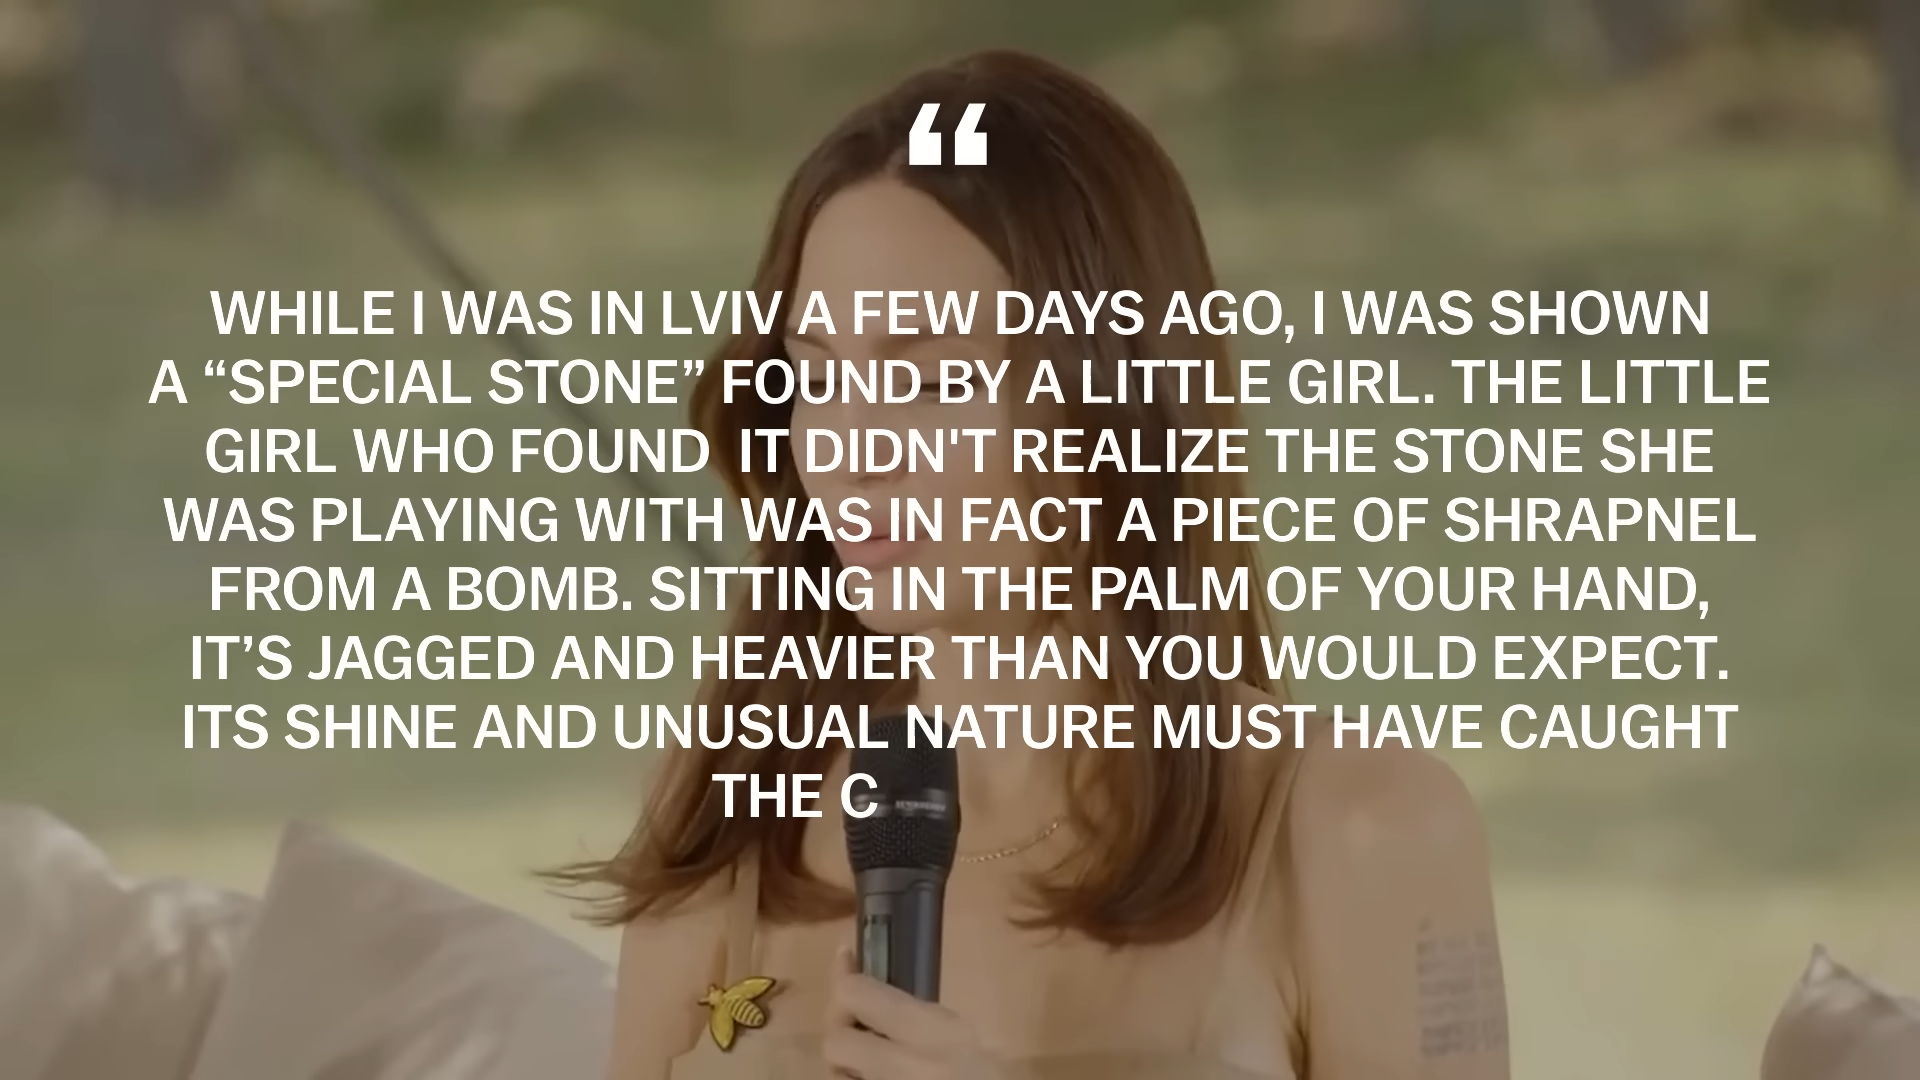 “
WHILE I WAS IN LVIV A FEW DAYS AGO, I WAS SHOWN
A “SPECIAL STONE” FOUND BY A LITTLE GIRL. THE LITTLE
GIRL WHO FOUND  IT DIDN'T REALIZE THE STONE SHE
WAS PLAYING WITH WAS IN FACT A PIECE OF SHRAPNEL
FROM A BOMB. SITTING IN THE PALM OF YOUR HAND,
IT’S JAGGED AND HEAVIER THAN YOU WOULD EXPECT.
ITS SHINE AND UNUSUAL NATURE MUST HAVE CAUGHT
THE C